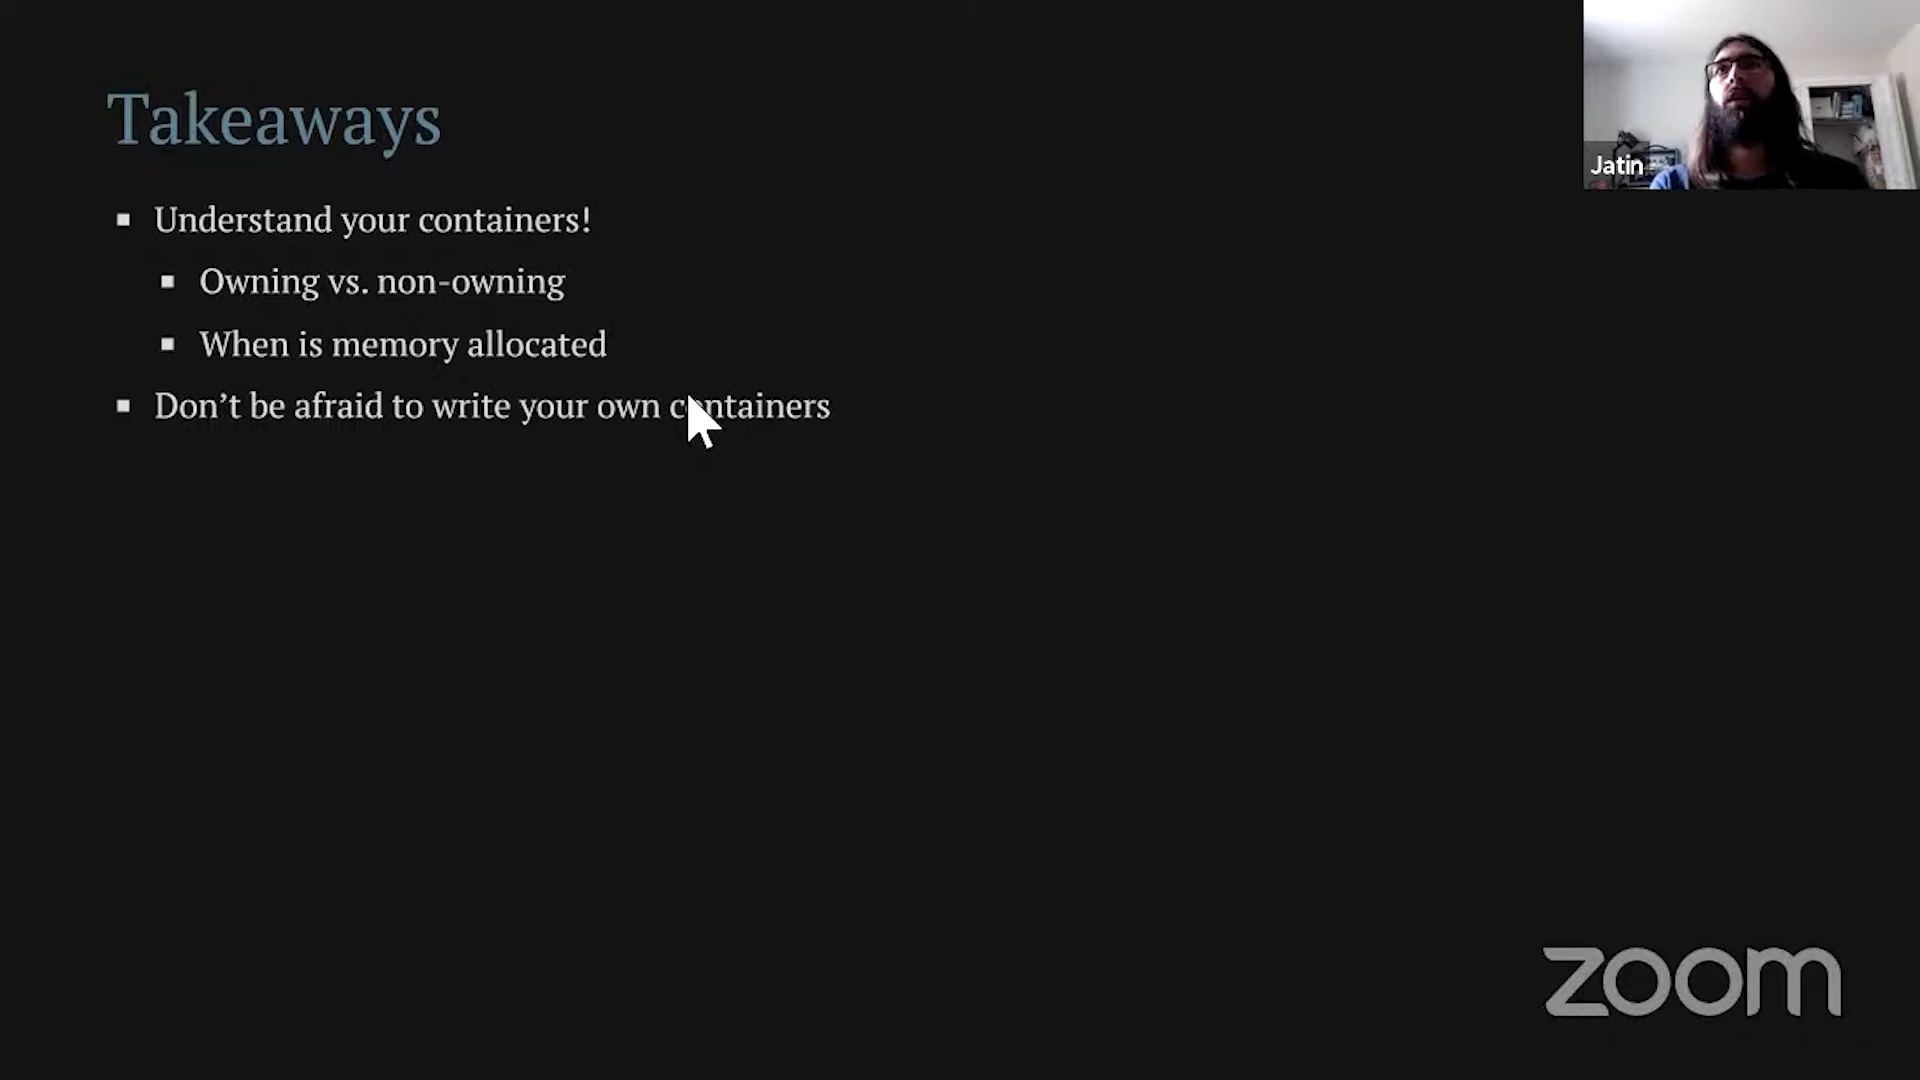 Takeaways
Jatin
▪ Understand your containers!
▪ Owning vs. non-owning
▪ When is memory allocated
▪ Don’t be afraid to write your own containers
zoom